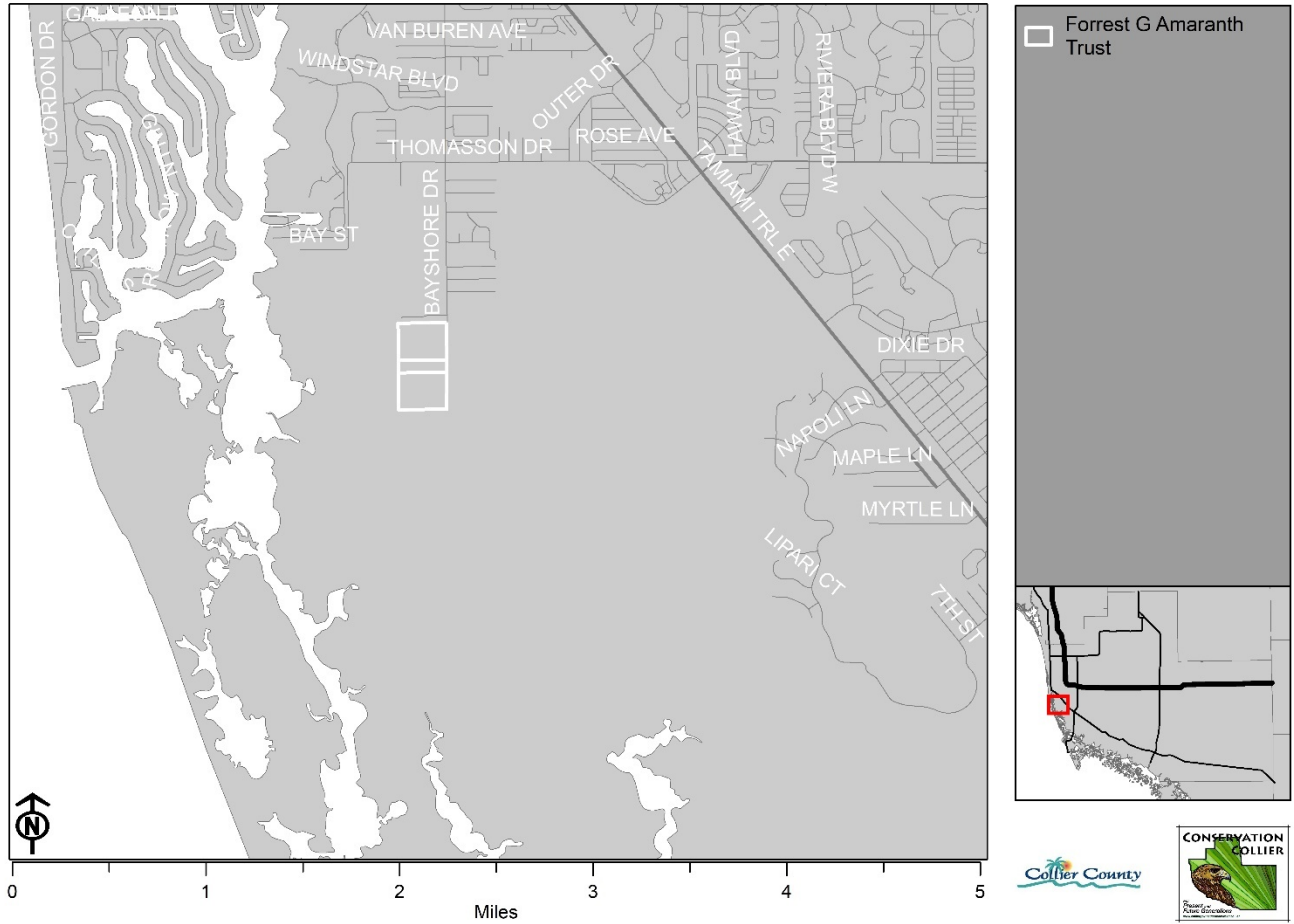 GORDON DR
VAN BUREN AVE
WINDSTAR BLVD
OUTER DR
HAWAII BLVD
RIVIERA BLVD W
ROSE AVE
THOMASSON DR
TAMIAMI TRL E
BAYSHORE DR
BAY ST
DIXIE DR
NAPOLI LN
MAPLE LN
MYRTLE LN
LIPARI CT
7TH ST
N
0 1 2 3 4 5
Miles
Forrest G Amaranth
Trust
Collier County
CONSERVATION
COLLIER
Future Generations